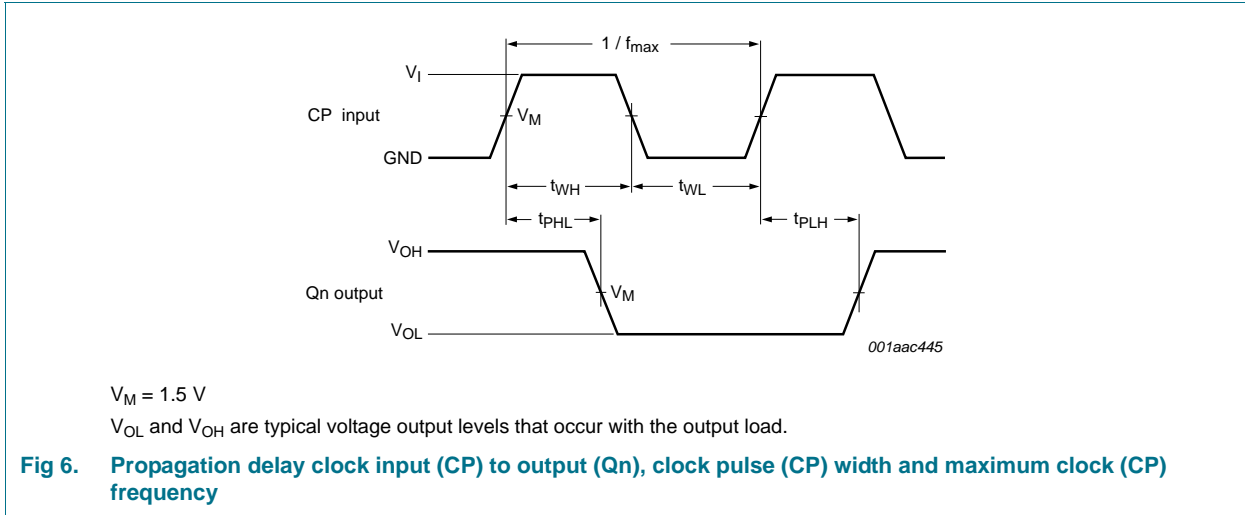 1 / fmax
VI
CP input
VM
GND
tWH
tWL
tPHL
tPLH
VOH
Qn output
VM
VOL
001aac445
VM = 1.5 V
VOL and VOH are typical voltage output levels that occur with the output load.
Fig 6. Propagation delay clock input (CP) to output (Qn), clock pulse (CP) width and maximum clock (CP)
frequency